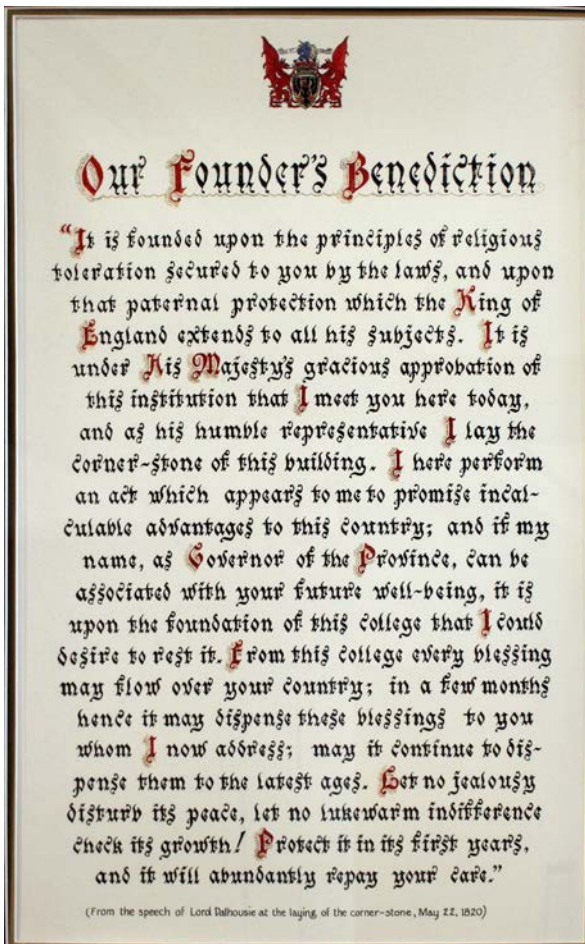 Our Founder's Benediction
"It is founded upon the principles of religious
toleration secured to you by the laws, and upon
that paternal protection which the King of
England extends to all his subjects. It is
under His Majesty's gracious approbation of
this institution that I meet you here today,
and as his humble representative I lay the
corner-stone of this building. I here perform
an act which appears to me to promise incal-
culable advantages to this country; and if my
name, as Governor of the Province, can be
associated with your future well-being, it is
upon the foundation of this college that I could
desire to rest it. From this college every blessing
may flow over your country; in a few months
hence it may dispense these blessings to you
whom I now address; may it continue to dis-
pense them to the latest ages. Let no jealousy
disturb its peace, let no lukewarm indifference
check its growth! Protect it in its first years,
and it will abundantly repay your care."
(From the speech of Lord Dalhousie at the laying of the corner-stone, May 22, 1820)